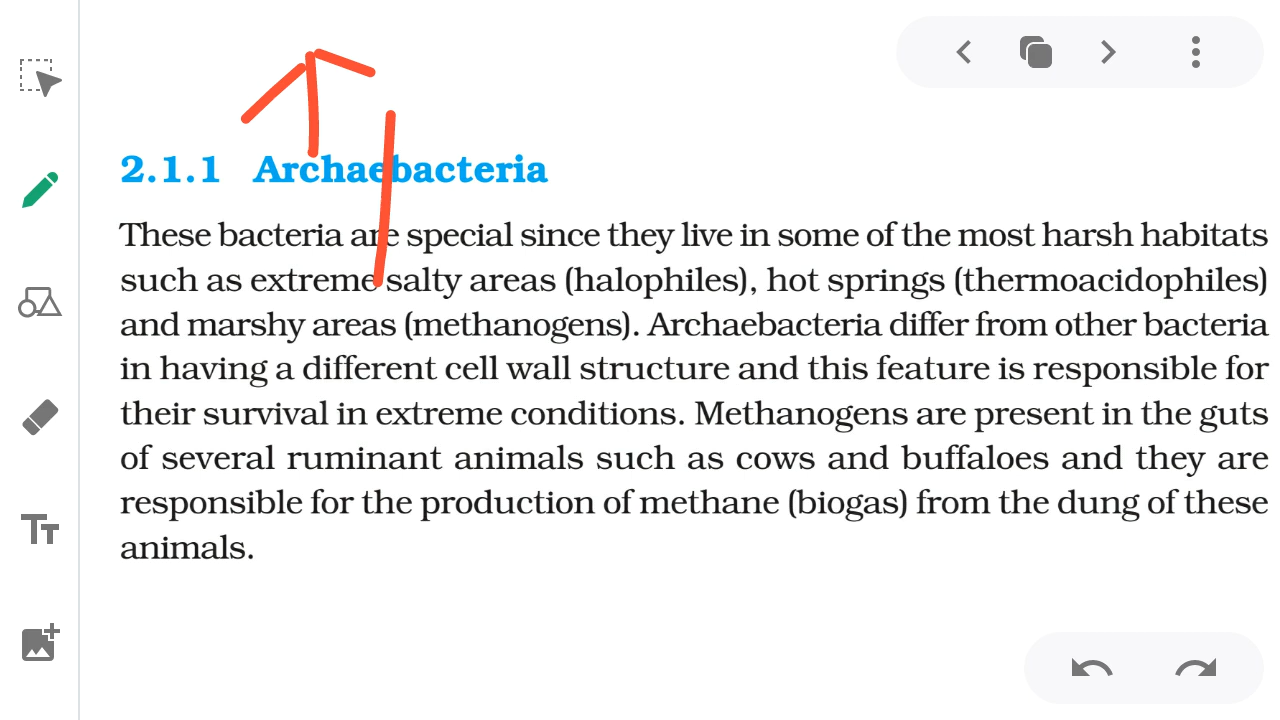 2.1.1 Archaebacteria
These bacteria are special since they live in some of the most harsh habitats
such as extreme salty areas (halophiles), hot springs (thermoacidophiles)
and marshy areas (methanogens). Archaebacteria differ from other bacteria
in having a different cell wall structure and this feature is responsible for
their survival in extreme conditions. Methanogens are present in the guts
of several ruminant animals such as cows and buffaloes and they are
responsible for the production of methane (biogas) from the dung of these
animals.